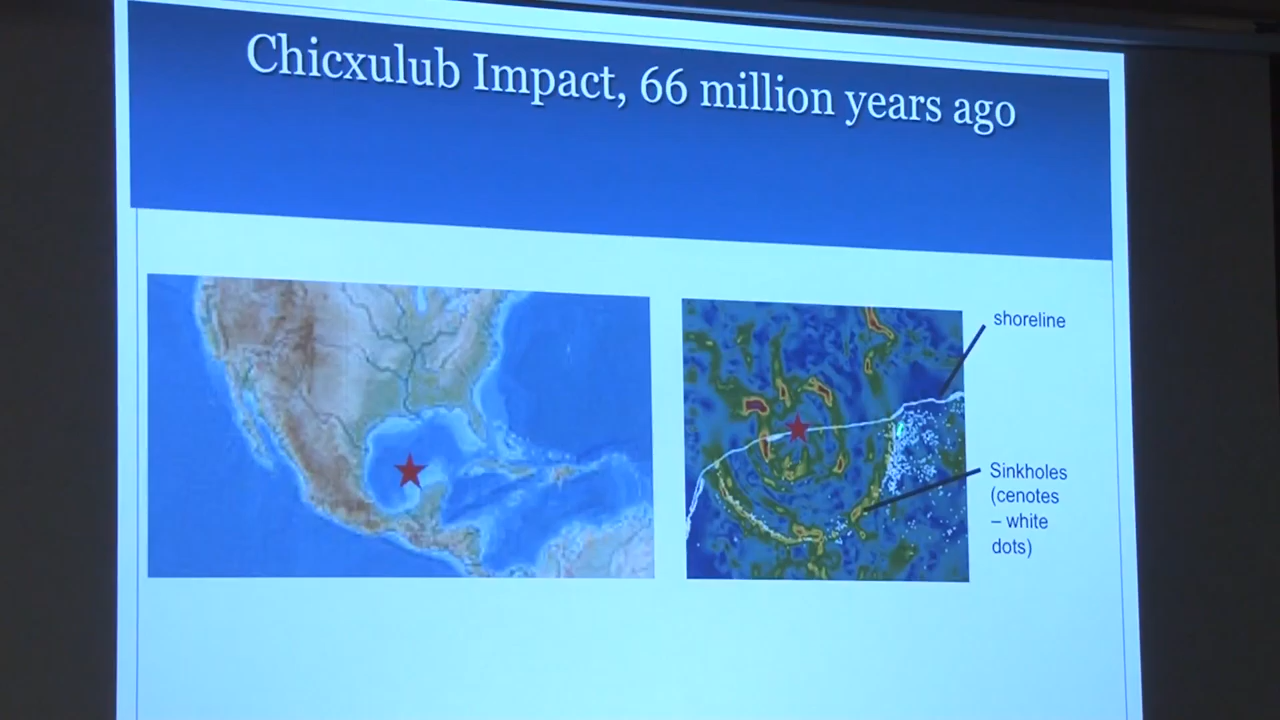 Chicxulub Impact, 66 million years ago
shoreline
Sinkholes
(cenotes
– white
dots)